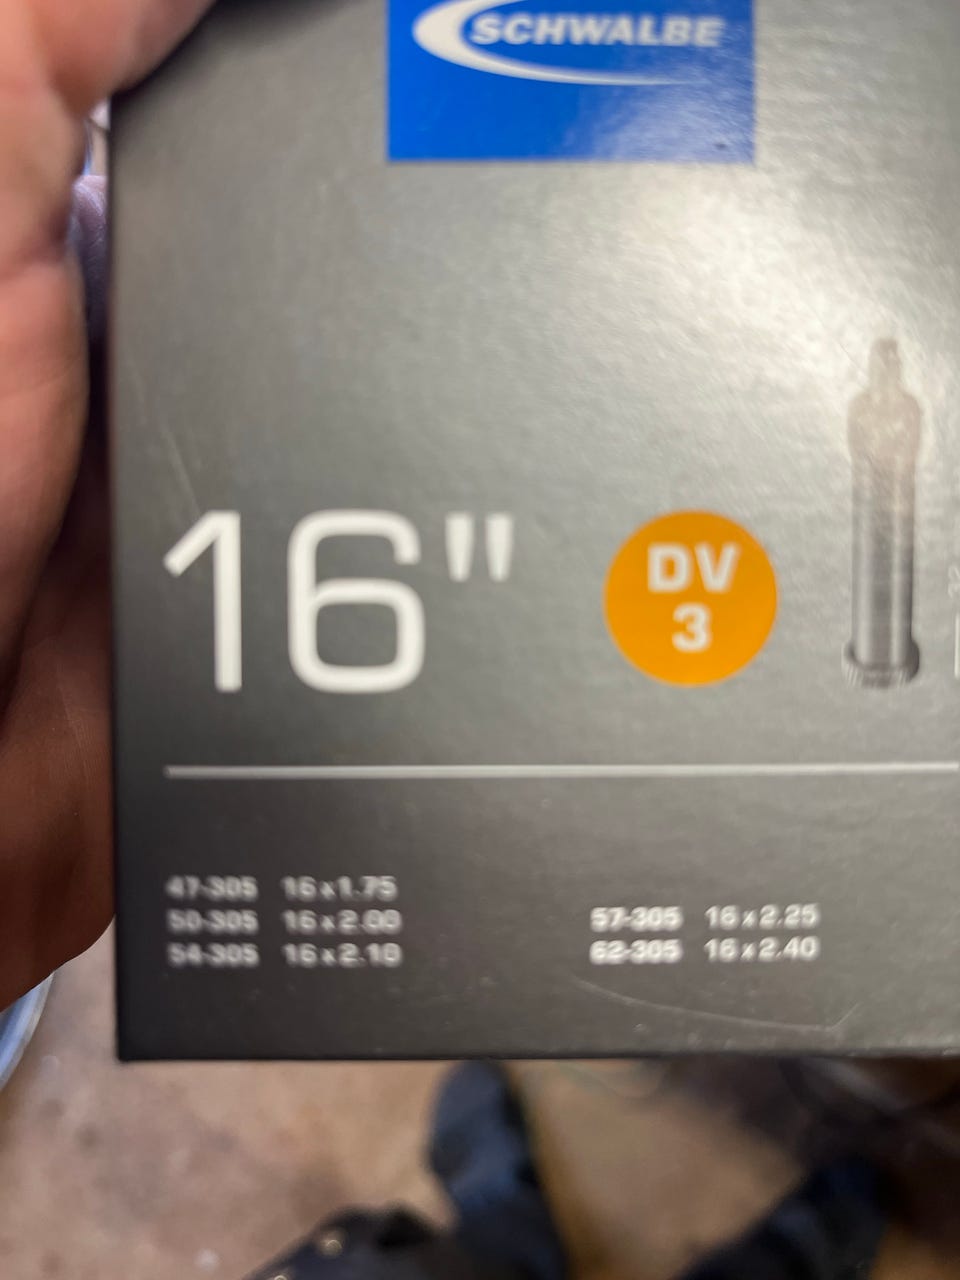 SCHWALBE
16"
DV
3
47-305 16x1.75
50-305 16x2.00
54-305 16x2.10
57-305 16x2.25
62-305 16x2.40